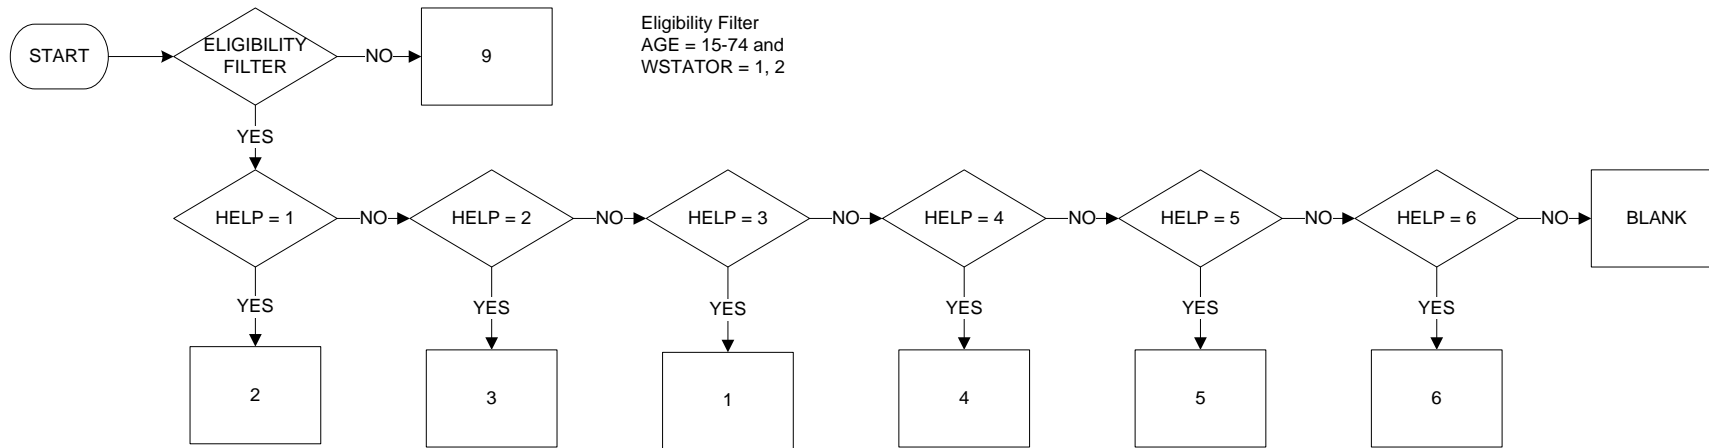 START
ELIGIBILITY
FILTER
NO
9
Eligibility Filter
AGE = 15-74 and
WSTATOR = 1, 2
YES
HELP = 1
NO
HELP = 2
NO
HELP = 3
NO
HELP = 4
NO
HELP = 5
NO
HELP = 6
NO
BLANK
YES
YES
YES
YES
YES
YES
2
3
1
4
5
6